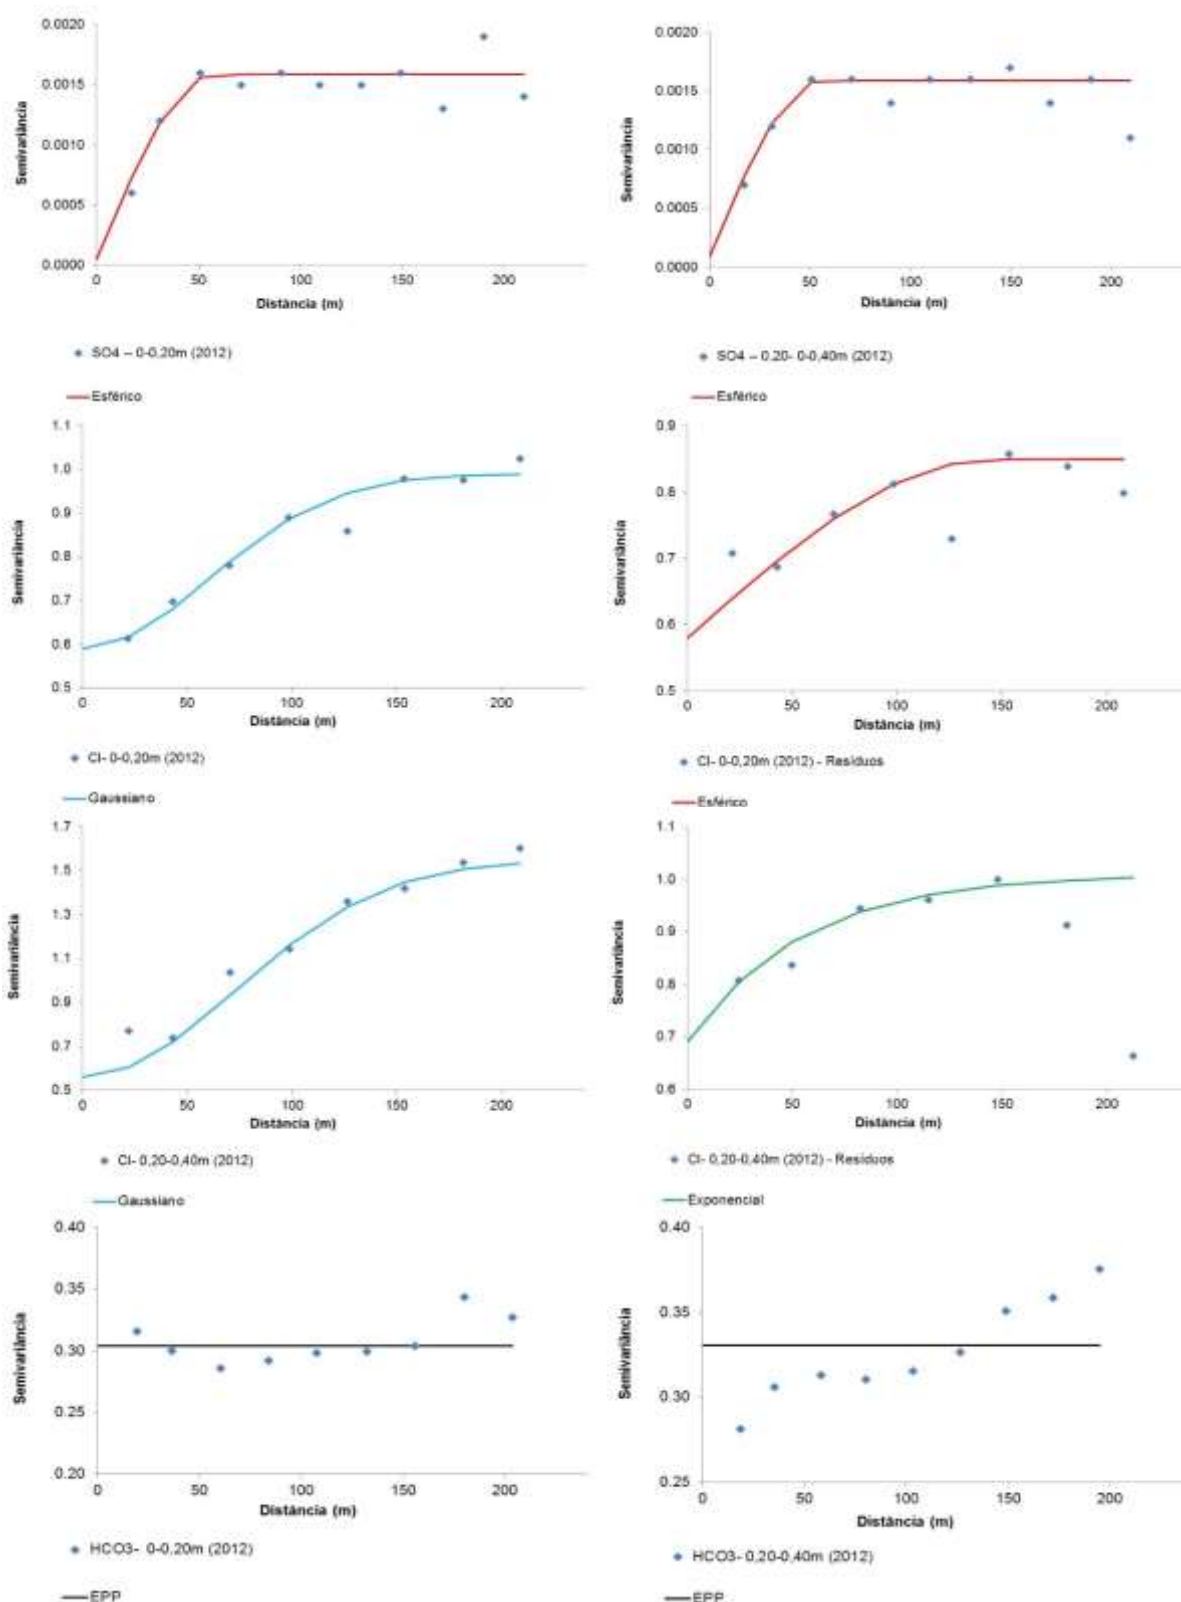 0.0020
0.0015
0.0010
0.0005
0.0000
Semivariância
0 50 100 150 200
Distância (m)
SO4 – 0-0,20m (2012)
Esférico
0.0020
0.0015
0.0010
0.0005
0.0000
Semivariância
0 50 100 150 200
Distância (m)
SO4 – 0,20- 0-0,40m (2012)
Esférico
1.1
1.0
0.9
0.8
0.7
0.6
0.5
Semivariância
0 50 100 150 200
Distância (m)
Cl- 0-0,20m (2012)
Gaussiano
0.9
0.8
0.7
0.6
0.5
Semivariância
0 50 100 150 200
Distância (m)
Cl- 0-0,20m (2012) - Resíduos
Esférico
1.7
1.5
1.3
1.1
0.9
0.7
0.5
Semivariância
0 50 100 150 200
Distância (m)
Cl- 0,20-0,40m (2012)
Gaussiano
1.1
1.0
0.9
0.8
0.7
0.6
Semivariância
0 50 100 150 200
Distância (m)
Cl- 0,20-0,40m (2012) - Resíduos
Exponencial
0.40
0.35
0.30
0.25
0.20
Semivariância
0 50 100 150 200
Distância (m)
HCO3- 0-0,20m (2012)
EPP
0.40
0.35
0.30
0.25
Semivariância
0 50 100 150 200
Distância (m)
HCO3- 0,20-0,40m (2012)
EPP